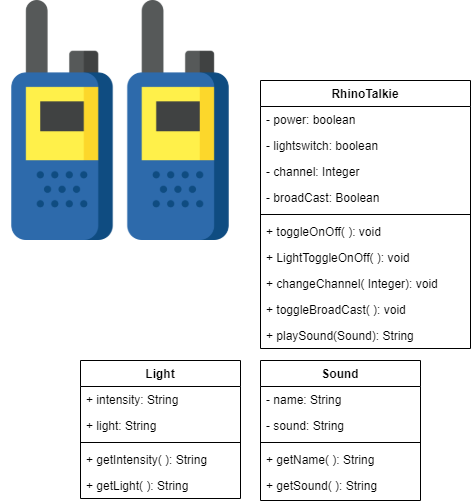 RhinoTalkie
- power: boolean
- lightswitch: boolean
- channel: Integer
- broadCast: Boolean
+ toggleOnOff( ): void
+ LightToggleOnOff( ): void
+ changeChannel( Integer): void
+ toggleBroadCast( ): void
+ playSound(Sound): String
Light
+ intensity: String
+ light: String
+ getIntensity( ): String
+ getLight( ): String
Sound
- name: String
- sound: String
+ getName( ): String
+ getSound( ): String